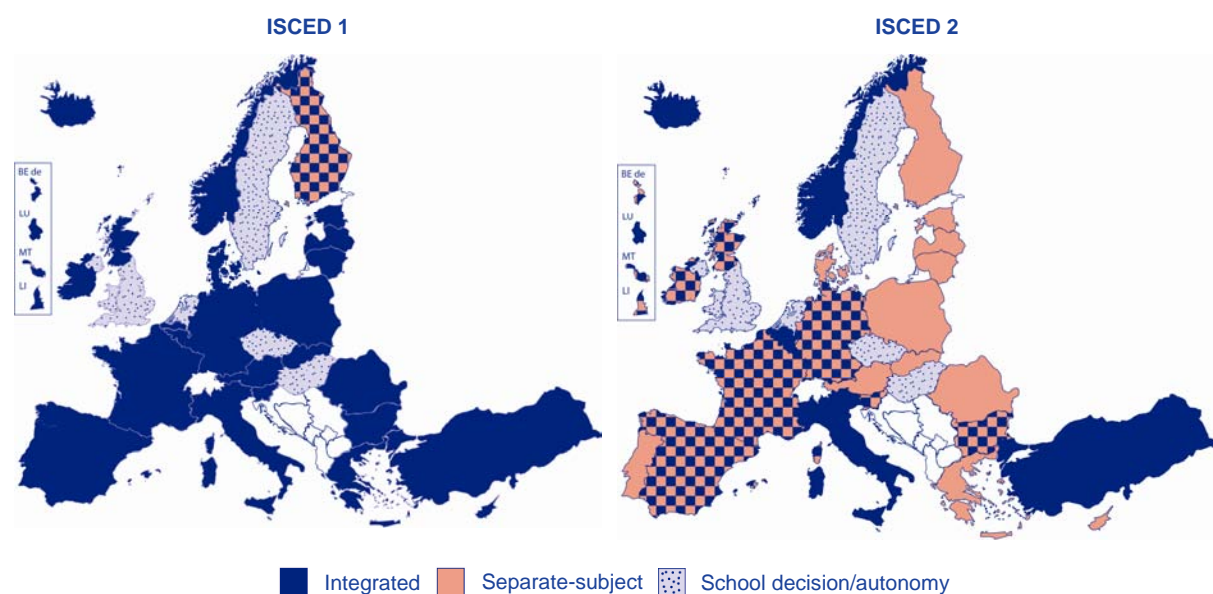 ISCED 1
ISCED 2
BE de
LU
MT
LI
BE de
LU
MT
LI
Integrated Separate-subject School decision/autonomy